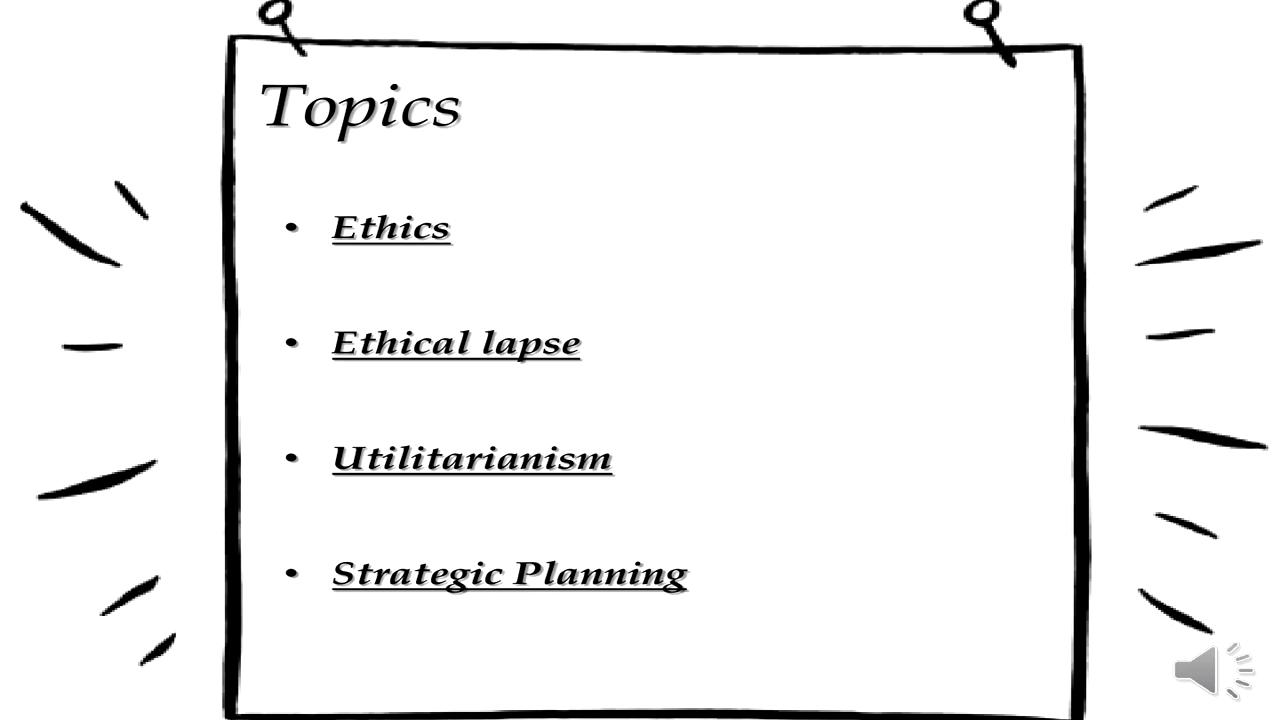 Topics
• Ethics
• Ethical lapse
• Utilitarianism
• Strategic Planning